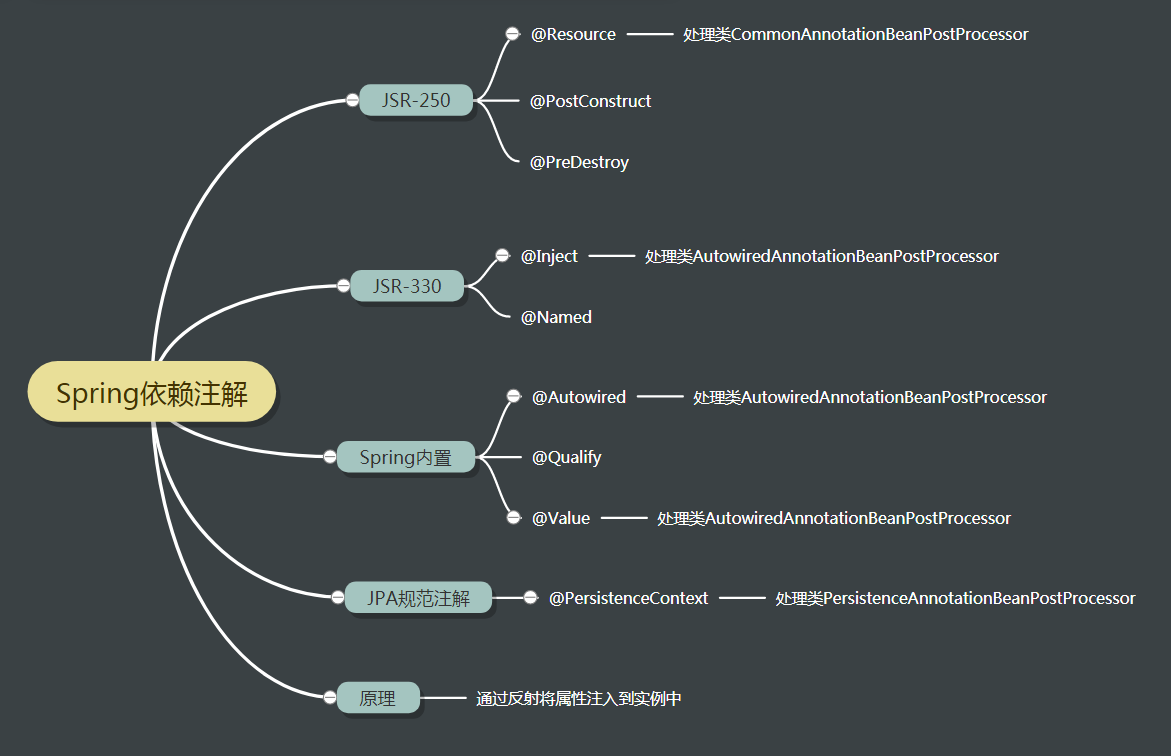 Spring依赖注解
JSR-250
@Resource
处理类CommonAnnotationBeanPostProcessor
@PostConstruct
@PreDestroy
JSR-330
@Inject
处理类AutowiredAnnotationBeanPostProcessor
@Named
Spring内置
@Autowired
处理类AutowiredAnnotationBeanPostProcessor
@Qualify
@Value
处理类AutowiredAnnotationBeanPostProcessor
JPA规范注解
@PersistenceContext
处理类PersistenceAnnotationBeanPostProcessor
原理
通过反射将属性注入到实例中